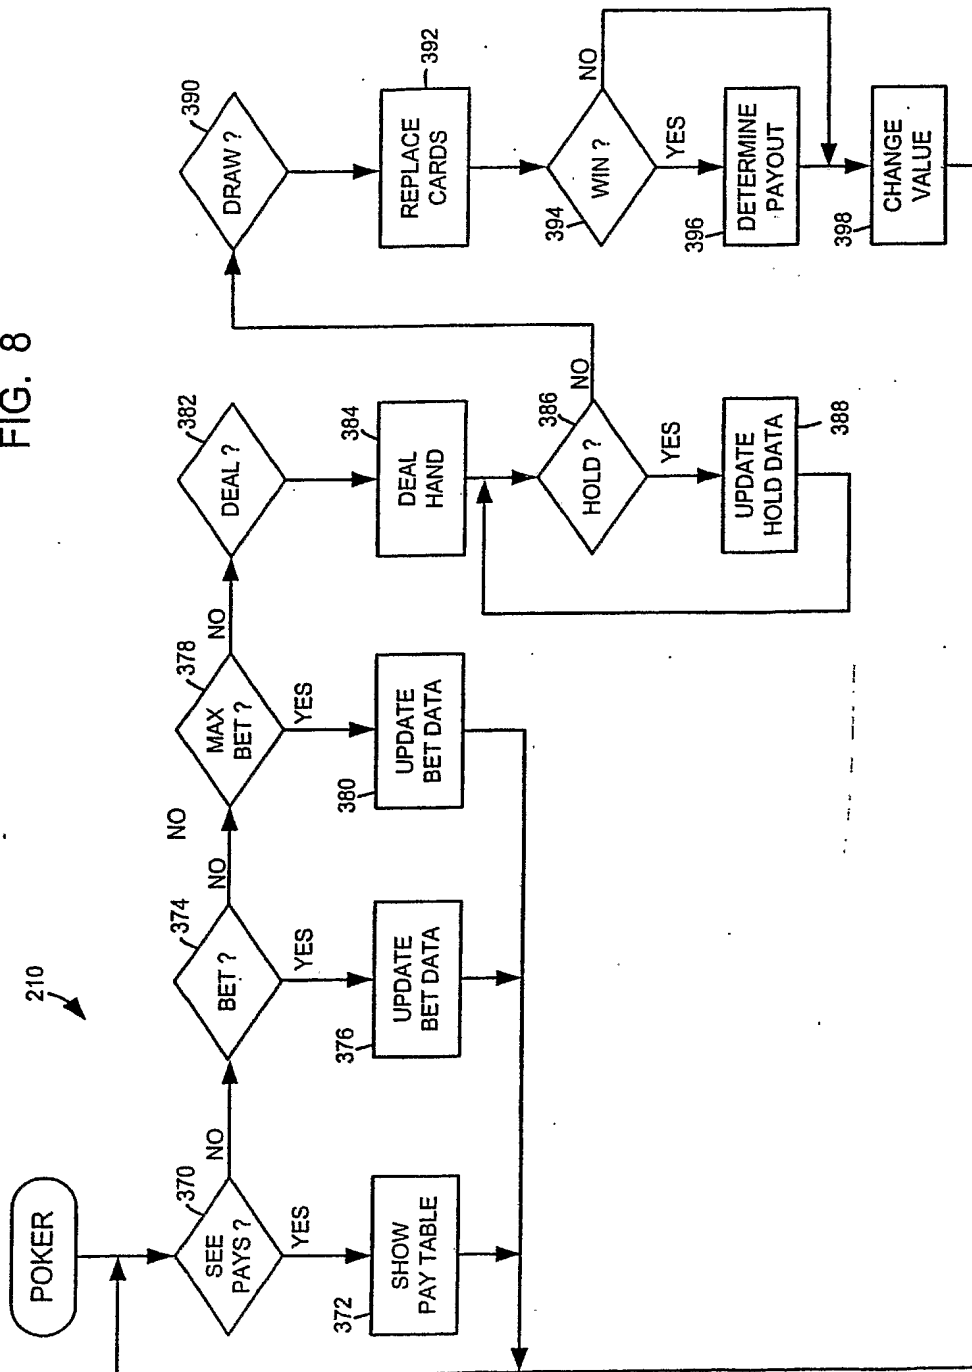 FIG. 8
210
POKER
370
SEE
PAYS ?
NO
YES
372
SHOW
PAY TABLE
374
BET ?
NO
NO
YES
376
UPDATE
BET DATA
378
MAX
BET ?
NO
YES
380
UPDATE
BET DATA
382
DEAL ?
384
DEAL
HAND
386
HOLD ?
NO
YES
388
UPDATE
HOLD DATA
390
DRAW ?
392
REPLACE
CARDS
394
WIN ?
NO
YES
396
DETERMINE
PAYOUT
398
CHANGE
VALUE